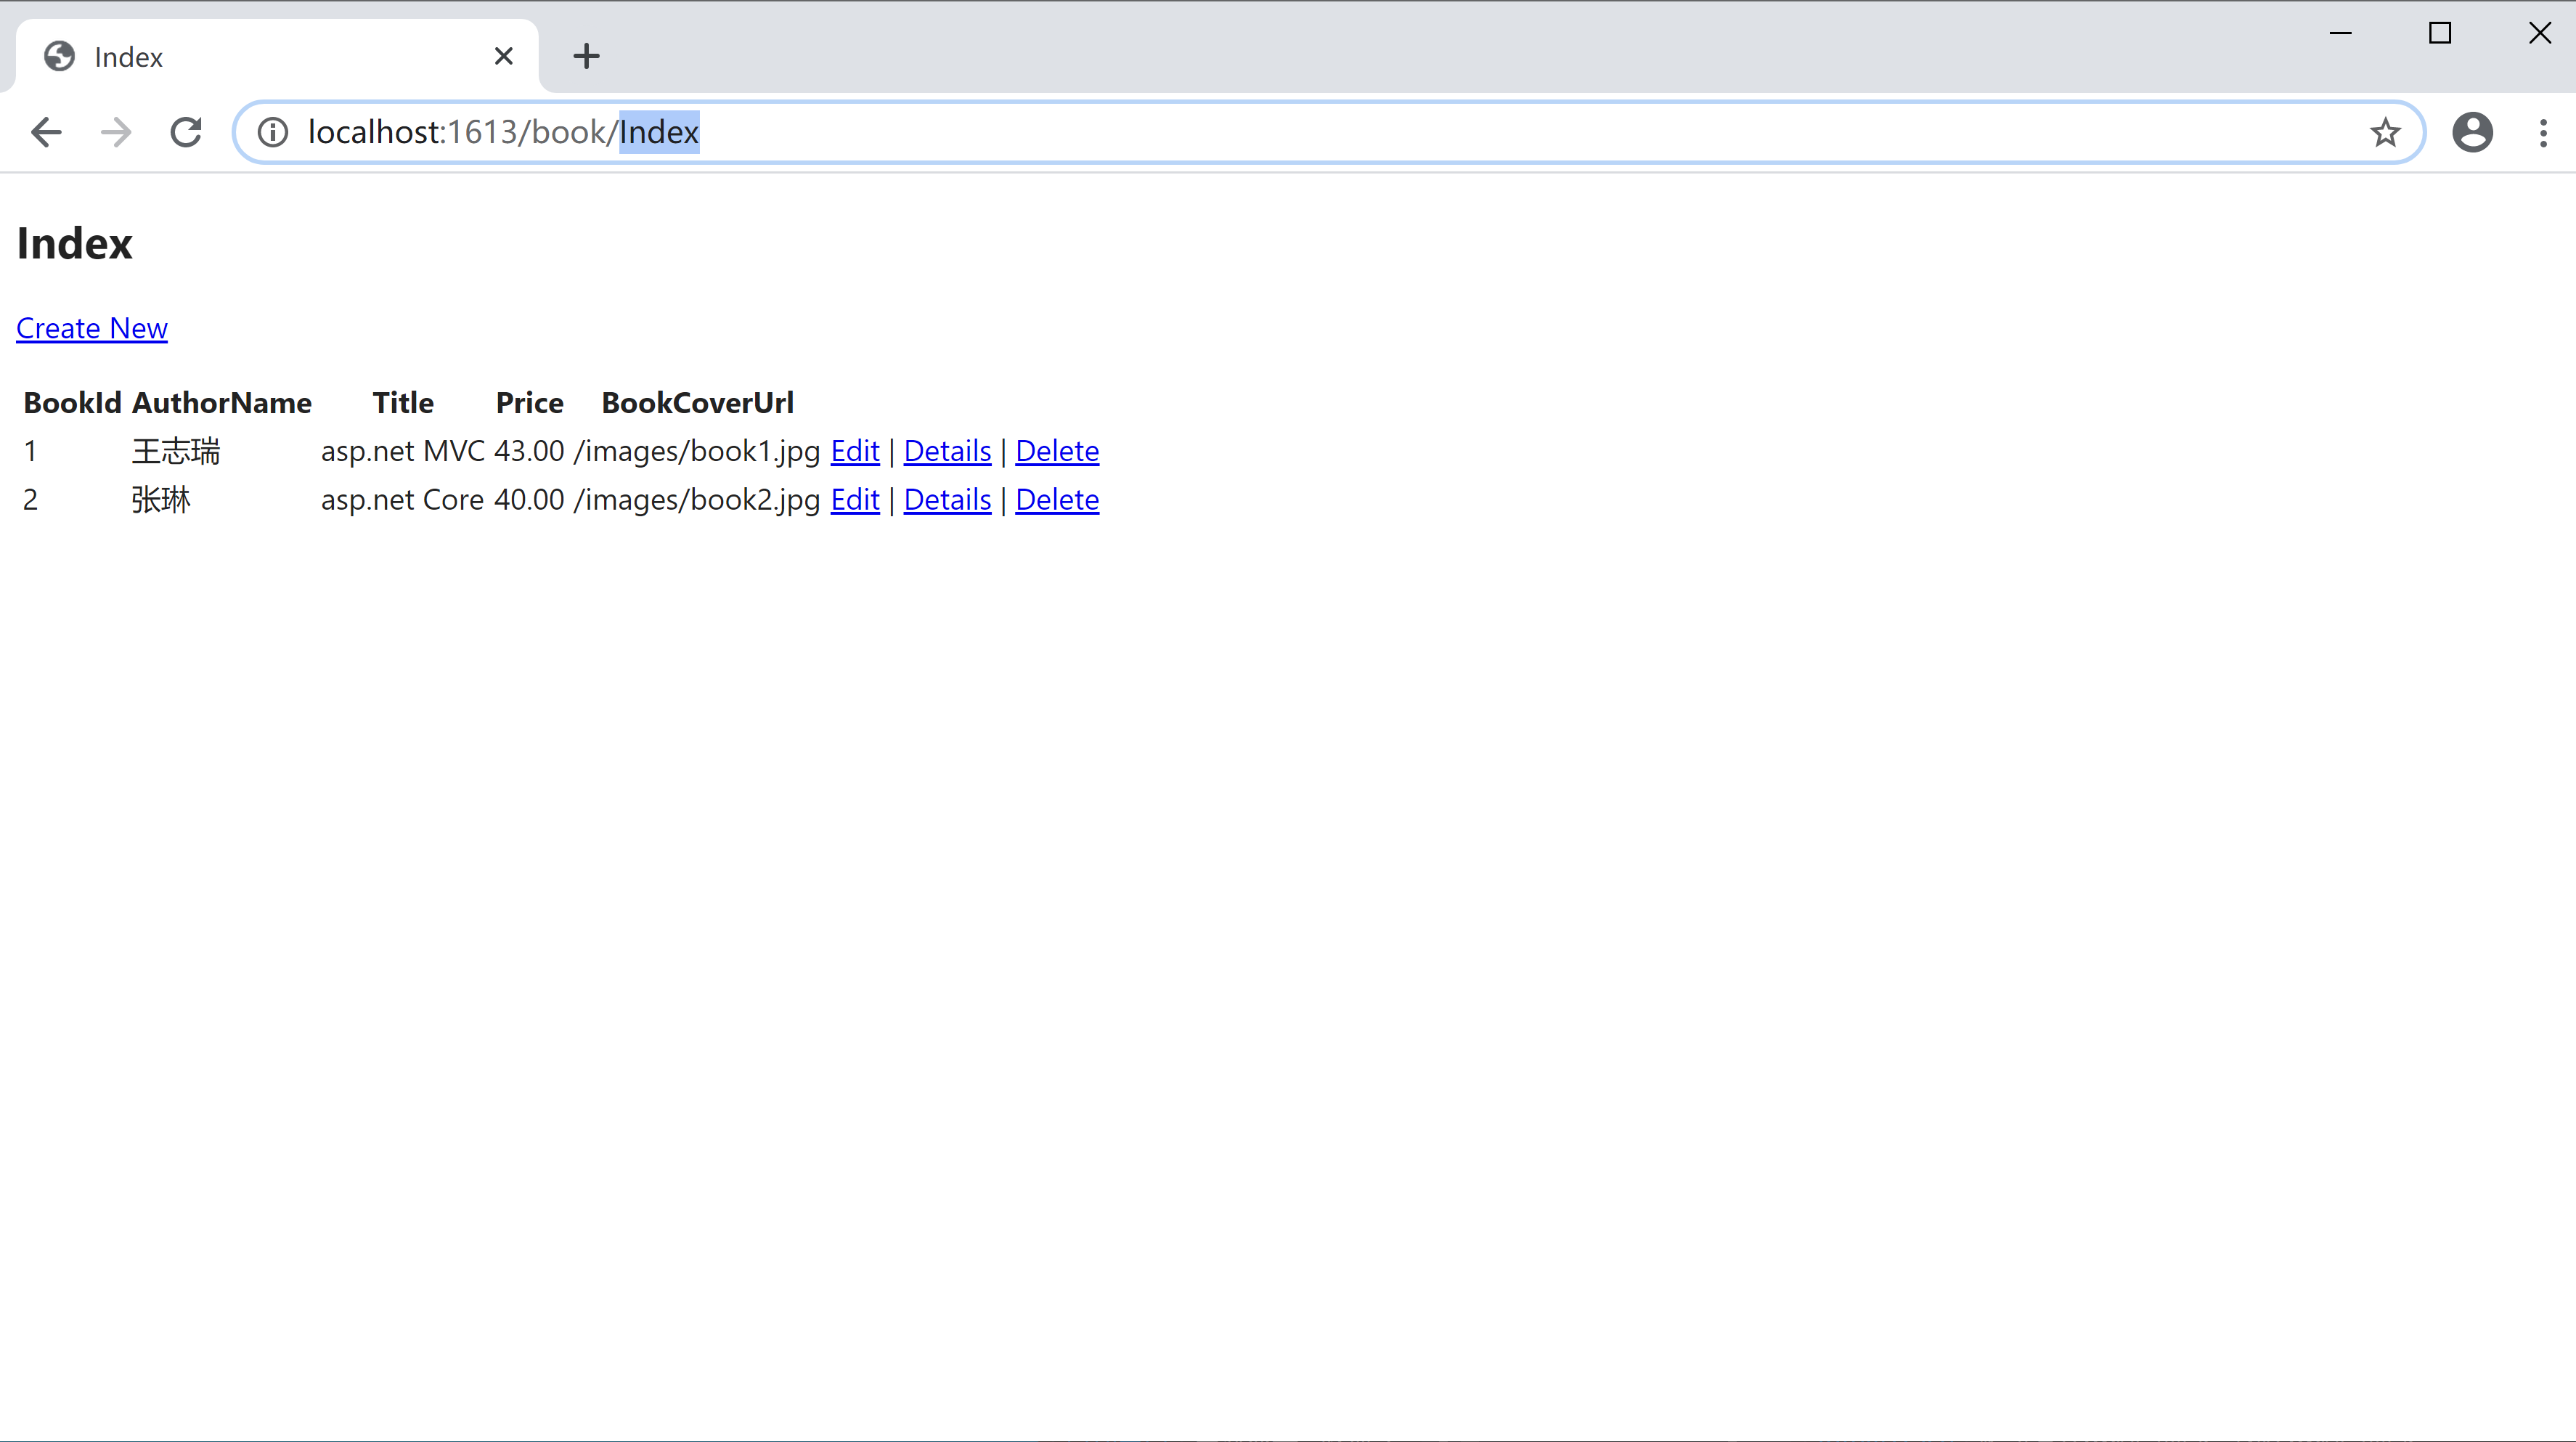 Index
localhost:1613/book/Index
Index
Create New
BookId AuthorName Title Price BookCoverUrl
1 王志瑞 asp.net MVC 43.00 /images/book1.jpg Edit | Details | Delete
2 张琳 asp.net Core 40.00 /images/book2.jpg Edit | Details | Delete